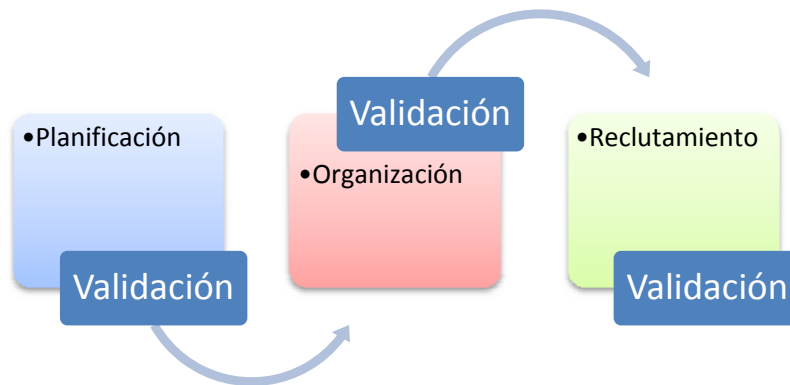 •Planificación
Validación
Validación
•Organización
•Reclutamiento
Validación